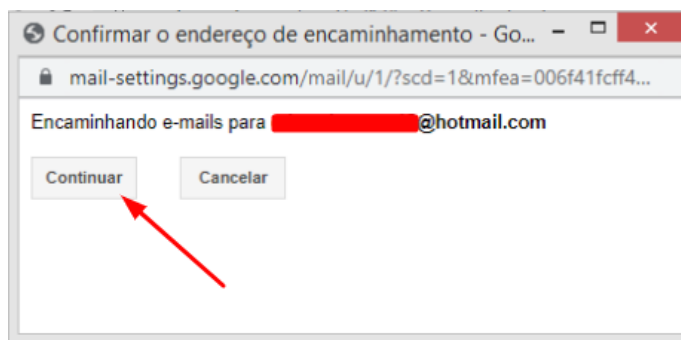 Confirmar o endereço de encaminhamento - Go...
mail-settings.google.com/mail/u/1/?scd=1&mfea=006f41fcff4...
Encaminhando e-mails para @hotmail.com
Continuar
Cancelar